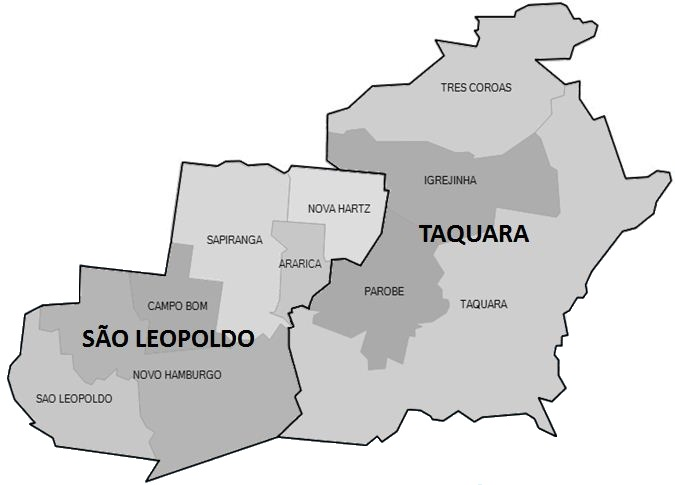 TRES COROAS
IGREJINHA
NOVA HARTZ
TAQUARA
SAPIRANGA
ARARICA
PAROBE
TAQUARA
CAMPO BOM
SÃO LEOPOLDO
NOVO HAMBURGO
SAO LEOPOLDO